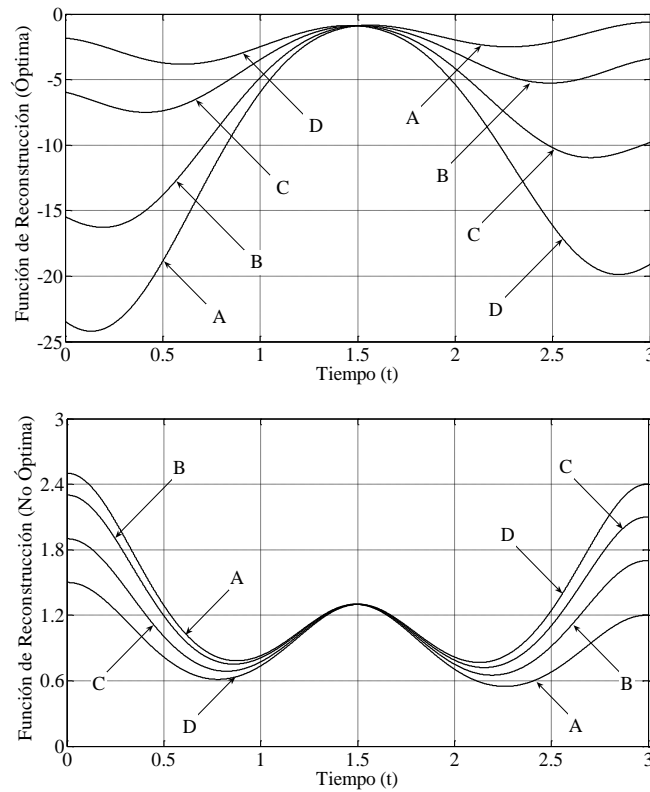 Función de Reconstrucción (Óptima)
0
-5
-10
-15
-20
-25
D
C
B
A
A
B
C
D
0
0.5
1
1.5
2
2.5
3
Tiempo (t)
Función de Reconstrucción (No Óptima)
3
2.4
1.8
1.2
0.6
0
B
A
C
D
C
D
B
A
0
0.5
1
1.5
2
2.5
3
Tiempo (t)